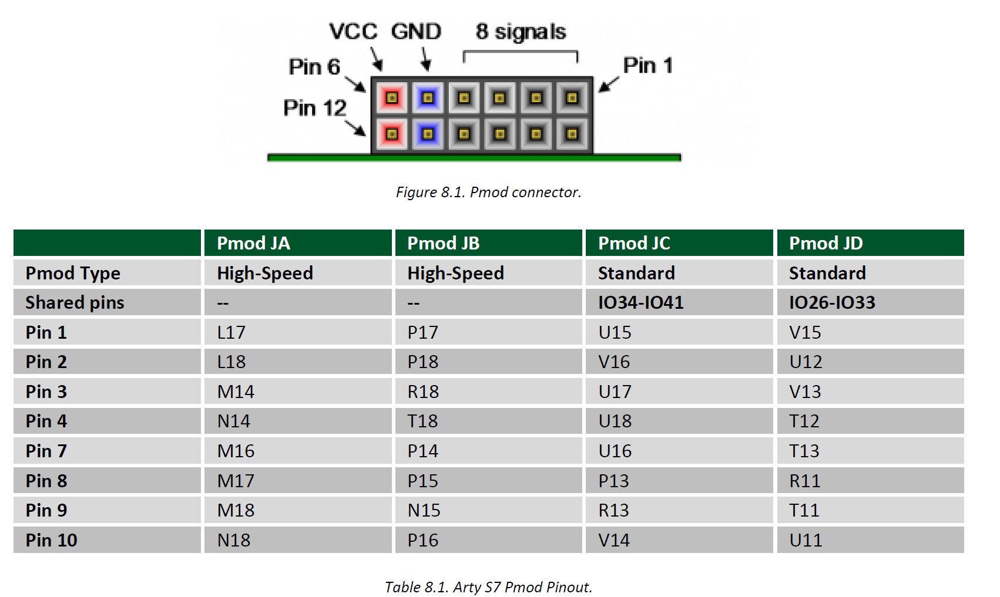 VCC GND 8 signals
Pin 6 Pin 1
Pin 12
Figure 8.1. Pmod connector.
Pmod JA Pmod JB Pmod JC Pmod JD
Pmod Type High-Speed High-Speed Standard Standard
Shared pins -- -- IO34-IO41 IO26-IO33
Pin 1 L17 P17 U15 V15
Pin 2 L18 P18 V16 U12
Pin 3 M14 R18 U17 V13
Pin 4 N14 T18 U18 T12
Pin 7 M16 P14 U16 T13
Pin 8 M17 P15 P13 R11
Pin 9 M18 N15 R13 T11
Pin 10 N18 P16 V14 U11
Table 8.1. Arty S7 Pmod Pinout.